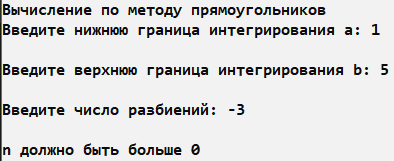 Вычисление по методу прямоугольников
Введите нижнюю граница интегрирования a: 1
Введите верхнюю граница интегрирования b: 5
Введите число разбиений: -3
n должно быть больше 0